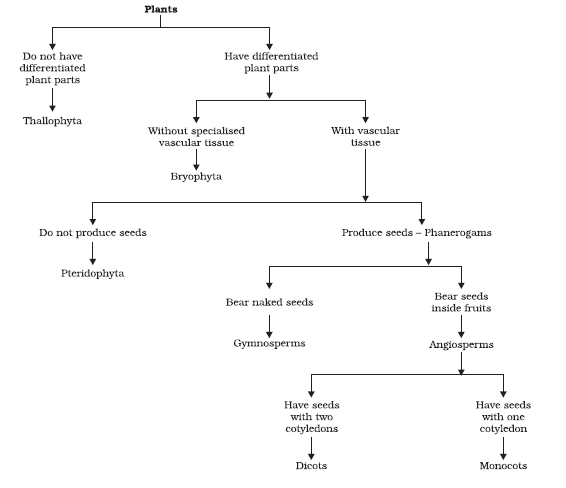 Plants
Do not have
differentiated
plant parts
Have differentiated
plant parts
Thallophyta
Without specialised
vascular tissue
With vascular
tissue
Bryophyta
Do not produce seeds
Produce seeds – Phanerogams
Pteridophyta
Bear naked seeds
Bear seeds
inside fruits
Gymnosperms
Angiosperms
Have seeds
with two
cotyledons
Have seeds
with one
cotyledon
Dicots
Monocots